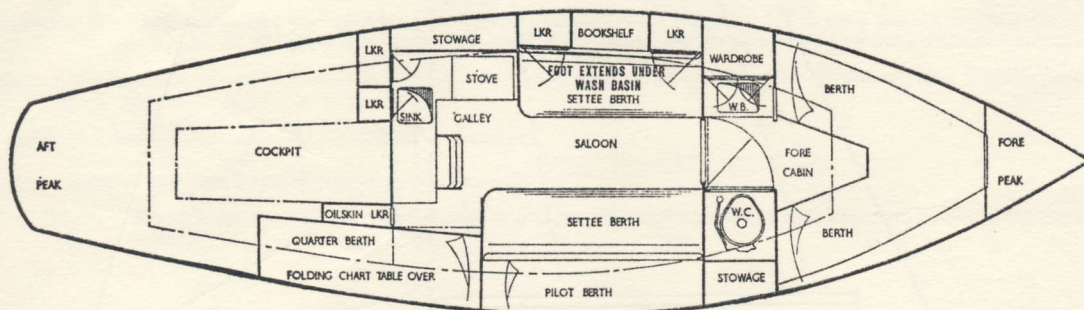 AFT
PEAK
COCKPIT
LKR
LKR
STOWAGE
STOVE
SINK
GALLEY
OILSKIN LKR
QUARTER BERTH
FOLDING CHART TABLE OVER
LKR
BOOKSHELF
LKR
FOOT EXTENDS UNDER
WASH BASIN
SETTEE BERTH
SALOON
SETTEE BERTH
PILOT BERTH
WARDROBE
W.B.
W.C.
STOWAGE
BERTH
FORE
CABIN
BERTH
FORE
PEAK